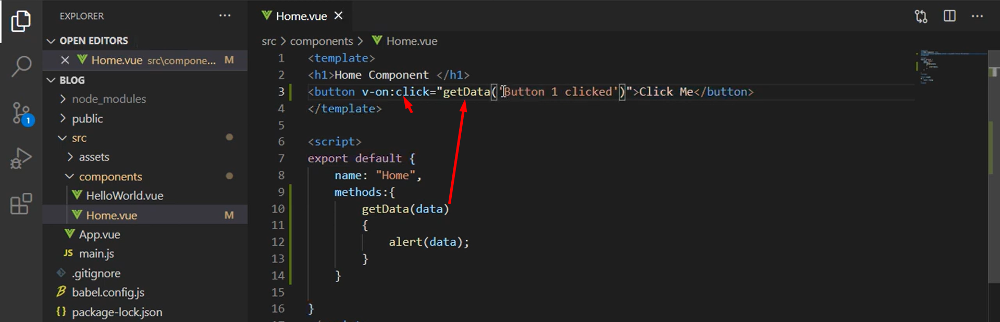 EXPLORER
OPEN EDITORS
Home.vue src\compone... M
BLOG
node_modules
public
src
assets
components
HelloWorld.vue
Home.vue M
App.vue
JS main.js
.gitignore
babel.config.js
{} package-lock.json
1
Home.vue
src > components > Home.vue
1 <template>
2 <h1>Home Component </h1>
3 <button v-on:click="getData('Button 1 clicked')">Click Me</button>
4 </template>
5
6 <script>
7 export default {
8 name: "Home",
9 methods:{
10 getData(data)
11 {
12 alert(data);
13 }
14 }
15
16 }